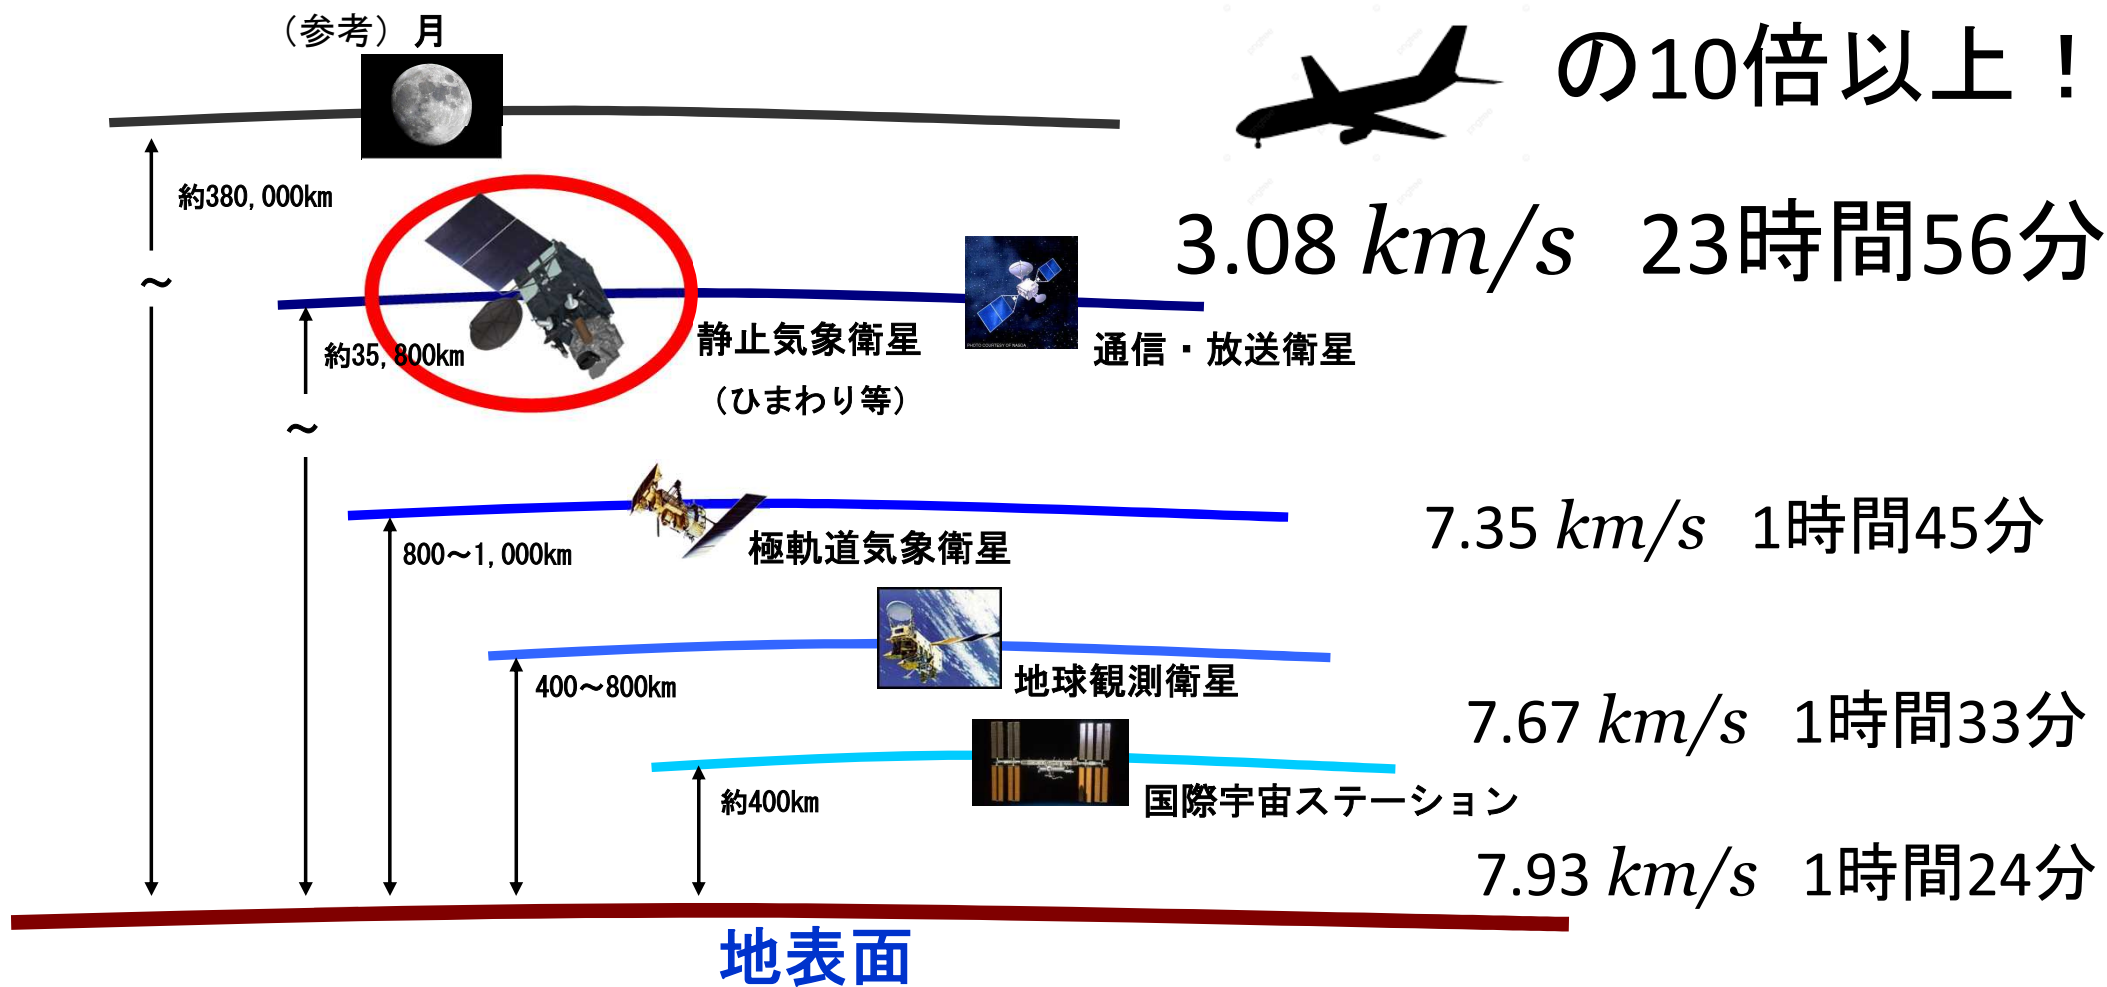 （参考）月
の10倍以上！
約380,000km
3.08 km/s 23時間56分
～
約35,800km
静止気象衛星
（ひまわり等）
通信・放送衛星
PHOTO COURTESY OF NASDA
～
800～1,000km
極軌道気象衛星
7.35 km/s 1時間45分
400～800km
地球観測衛星
7.67 km/s 1時間33分
約400km
国際宇宙ステーション
7.93 km/s 1時間24分
地表面